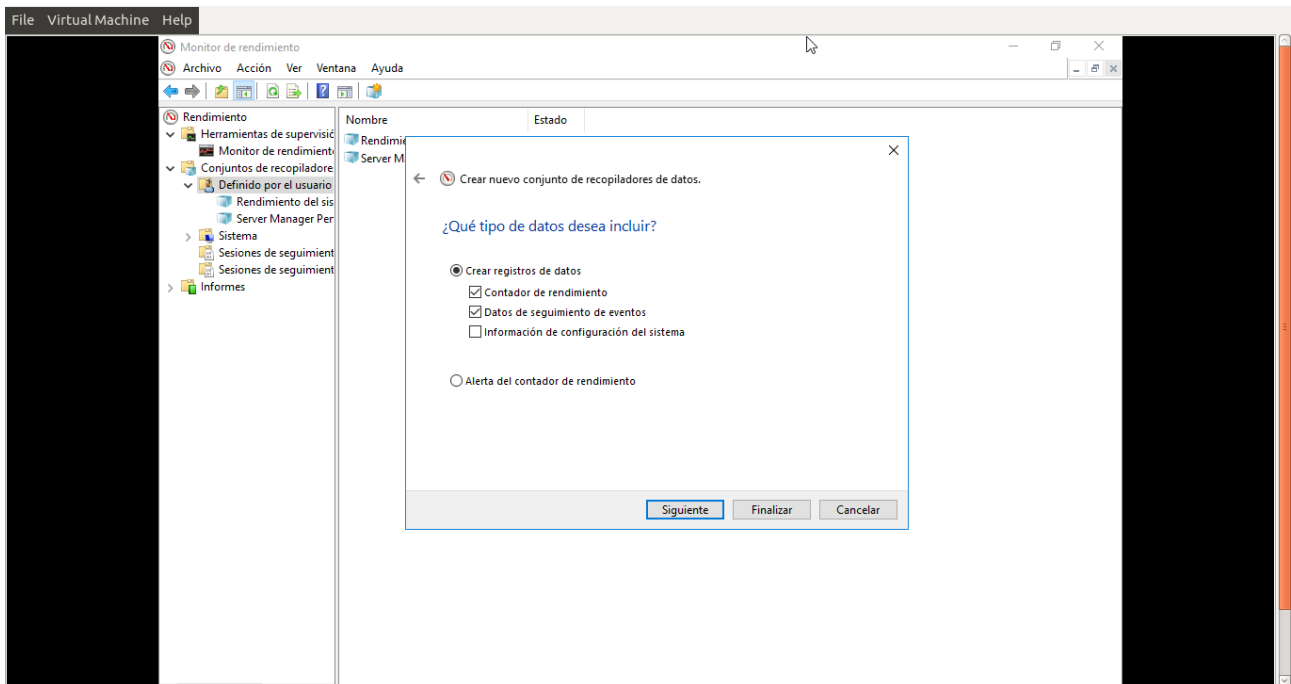 File Virtual Machine Help
Monitor de rendimiento
Archivo Acción Ver Ventana Ayuda
Rendimiento
Herramientas de supervisió
Monitor de rendimiento
Conjuntos de recopiladore
Definido por el usuario
Rendimiento del sis
Server Manager Per
Sistema
Sesiones de seguimient
Sesiones de seguimient
Informes
Nombre Estado
Rendimie
Server M
Crear nuevo conjunto de recopiladores de datos.
¿Qué tipo de datos desea incluir?
Crear registros de datos
Contador de rendimiento
Datos de seguimiento de eventos
Información de configuración del sistema
Alerta del contador de rendimiento
Siguiente Finalizar Cancelar